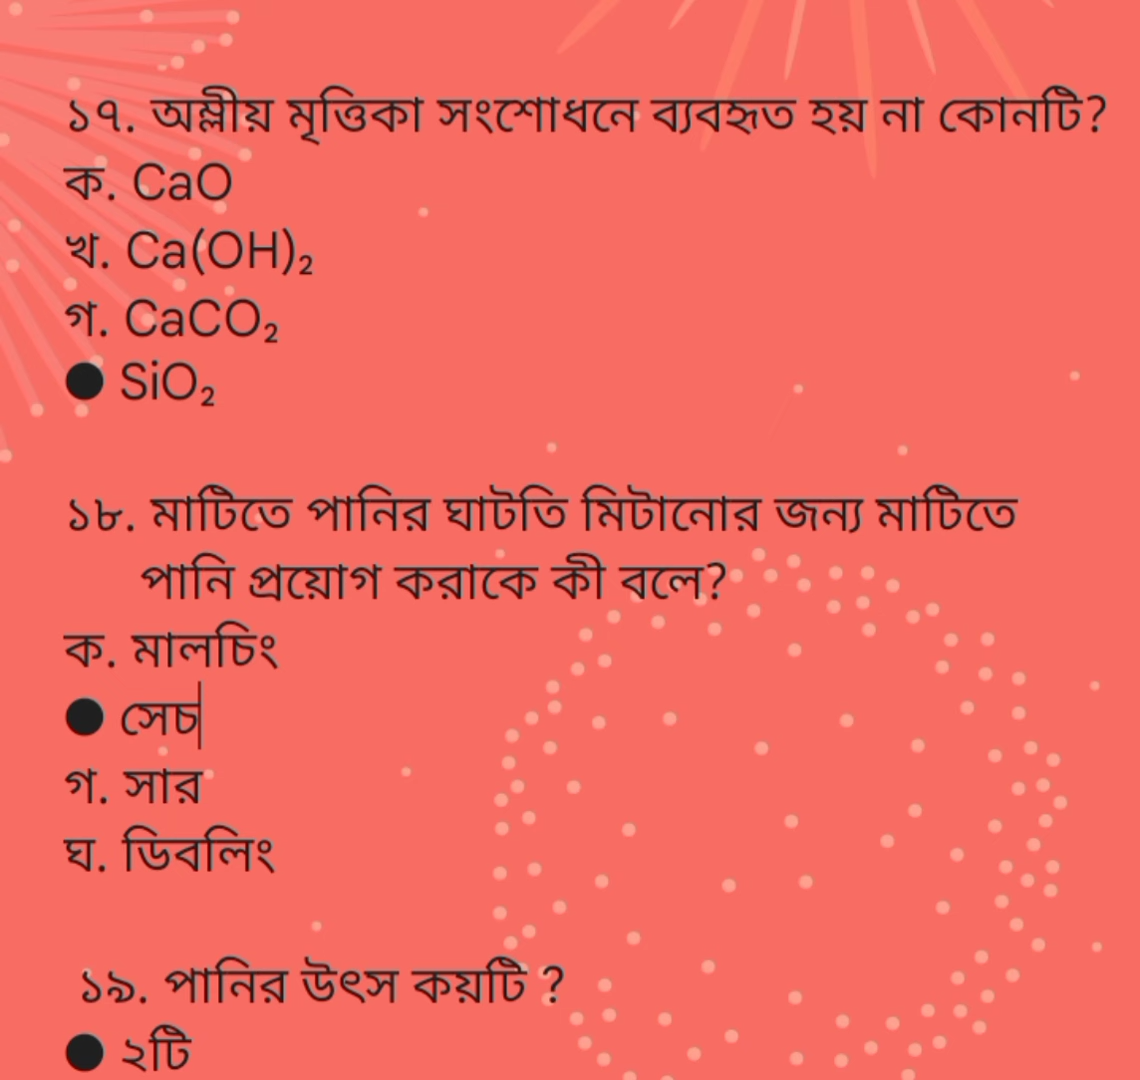 ১৭. অম্লীয় মৃত্তিকা সংশোধনে ব্যবহৃত হয় না কোনটি?
ক. CaO
খ. Ca(OH)₂
গ. CaCO₂
● SiO₂
১৮. মাটিতে পানির ঘাটতি মিটানোর জন্য মাটিতে
পানি প্রয়োগ করাকে কী বলে?
ক. মালচিং
● সেচ
গ. সার
ঘ. ডিবলিং
১৯. পানির উৎস কয়টি ?
● ২টি